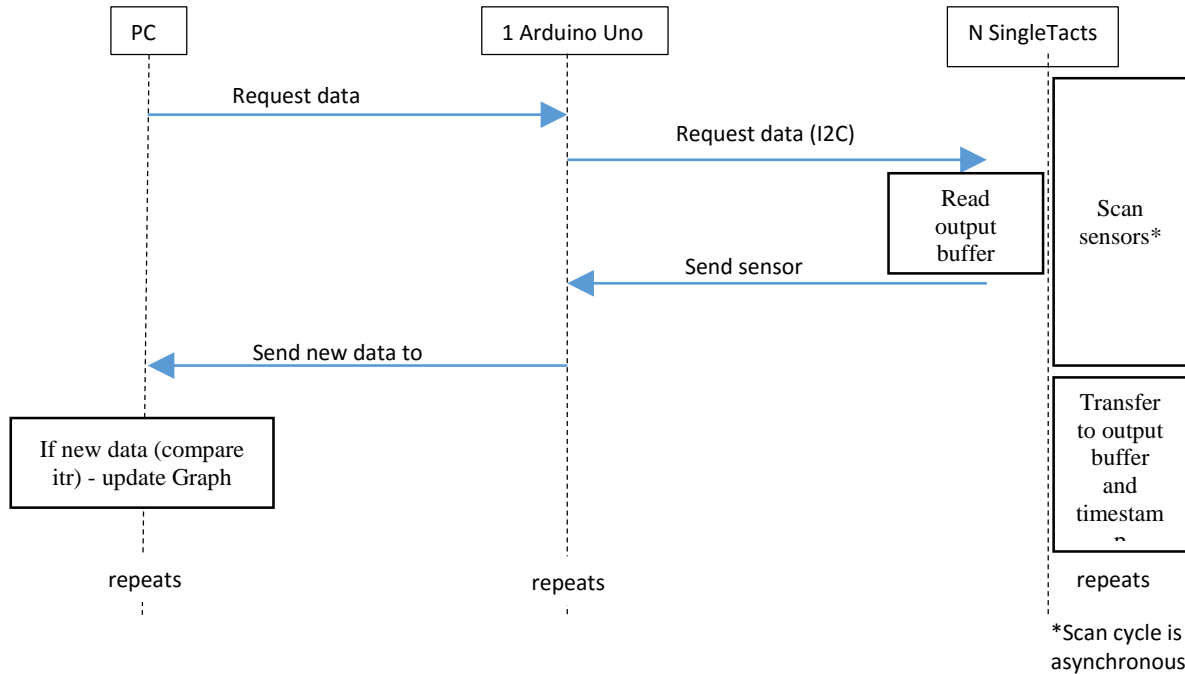 PC
1 Arduino Uno
N SingleTacts
Request data
Request data (I2C)
Read
output
buffer
Scan
sensors*
Send sensor
Send new data to
If new data (compare
itr) - update Graph
Transfer
to output
buffer
and
timestam
repeats
repeats
repeats
*Scan cycle is
asynchronous